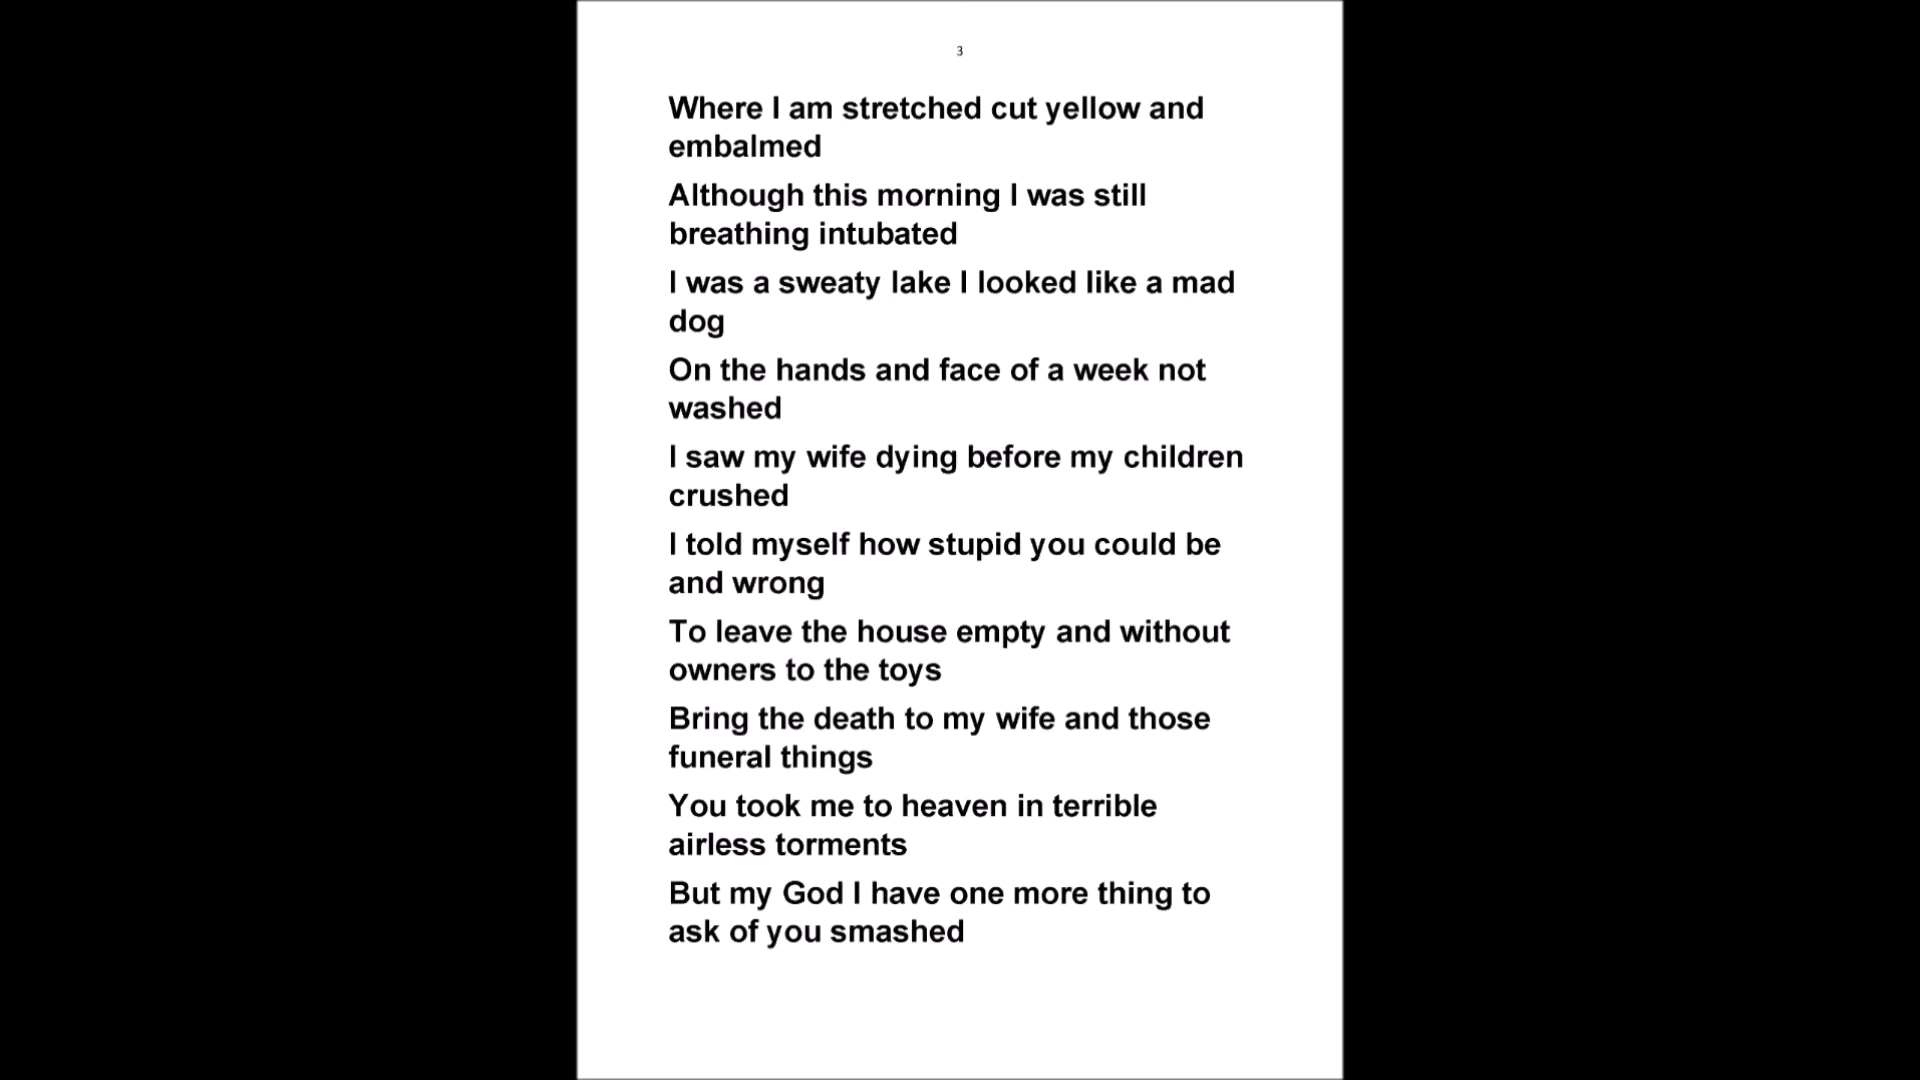 3
Where I am stretched cut yellow and
embalmed
Although this morning I was still
breathing intubated
I was a sweaty lake I looked like a mad
dog
On the hands and face of a week not
washed
I saw my wife dying before my children
crushed
I told myself how stupid you could be
and wrong
To leave the house empty and without
owners to the toys
Bring the death to my wife and those
funeral things
You took me to heaven in terrible
airless torments
But my God I have one more thing to
ask of you smashed